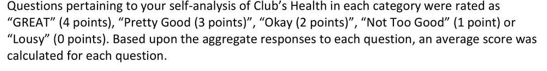 Questions pertaining to your self-analysis of Club’s Health in each category were rated as
“GREAT” (4 points), “Pretty Good (3 points)”, “Okay (2 points)”, “Not Too Good” (1 point) or
“Lousy” (0 points). Based upon the aggregate responses to each question, an average score was
calculated for each question.